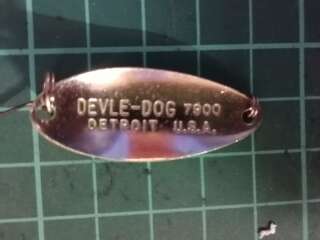 DEVLE-DOG 7900
DETROIT U.S.A.